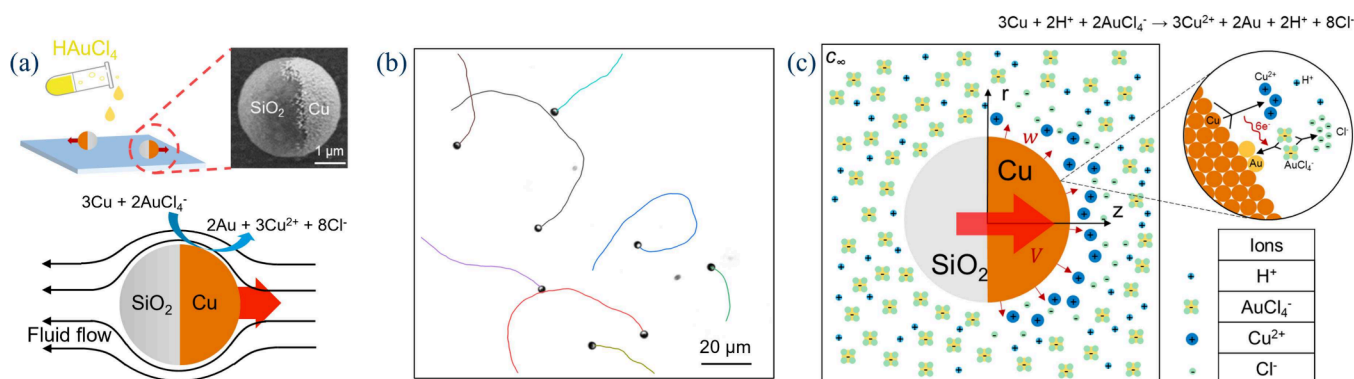 (a)
HAuCl₄
SiO₂
Cu
1 μm
3Cu + 2AuCl₄⁻
2Au + 3Cu²⁺ + 8Cl⁻
SiO₂
Cu
Fluid flow
(b)
20 μm
3Cu + 2H⁺ + 2AuCl₄⁻ → 3Cu²⁺ + 2Au + 2H⁺ + 8Cl⁻
(c)
C∞
r
w
Cu
z
SiO₂
V
Cu²⁺
H⁺
Cu
6e⁻
Cl⁻
Au
AuCl₄⁻
Ions
H⁺
AuCl₄⁻
Cu²⁺
Cl⁻